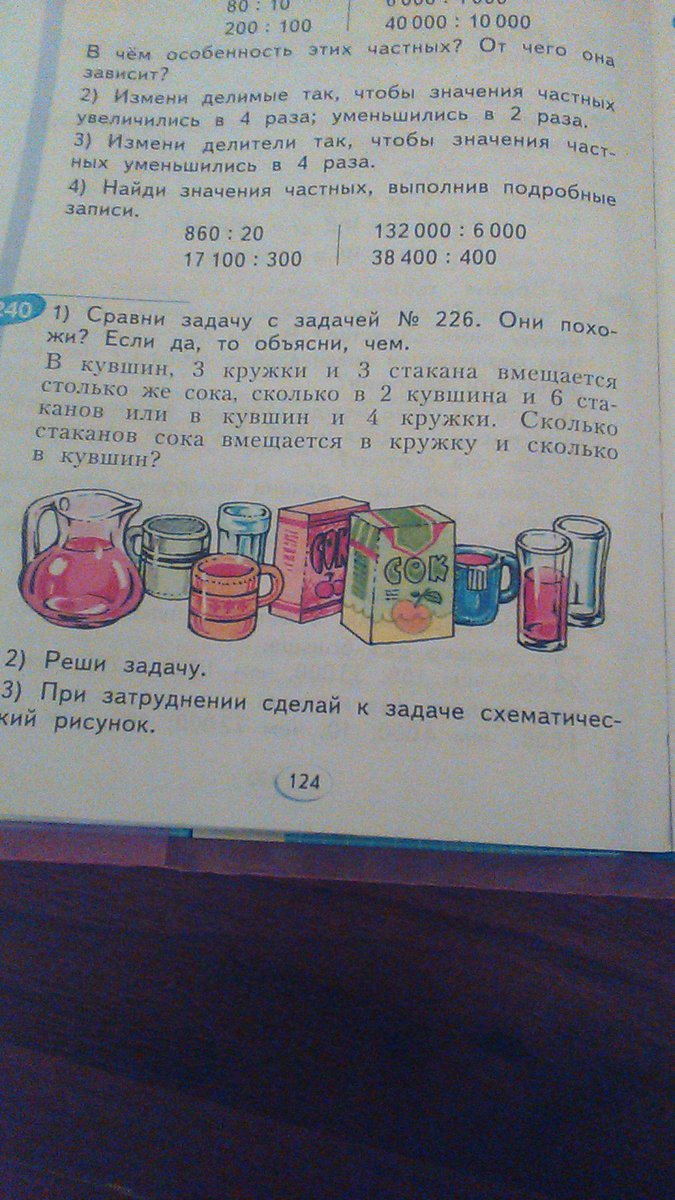 80 : 10
200 : 100
40 000 : 10 000
В чём особенность этих частных? От чего она
зависит?
2) Измени делимые так, чтобы значения частных
увеличились в 4 раза; уменьшились в 2 раза.
3) Измени делители так, чтобы значения част-
ных уменьшились в 4 раза.
4) Найди значения частных, выполнив подробные
записи.
860 : 20
132 000 : 6 000
17 100 : 300
38 400 : 400
240 1) Сравни задачу с задачей № 226. Они похо-
жи? Если да, то объясни, чем.
В кувшин, 3 кружки и 3 стакана вмещается
столько же сока, сколько в 2 кувшина и 6 ста-
канов или в кувшин и 4 кружки. Сколько
стаканов сока вмещается в кружку и сколько
в кувшин?
СОК
СОК
2) Реши задачу.
3) При затруднении сделай к задаче схематичес-
кий рисунок.
124